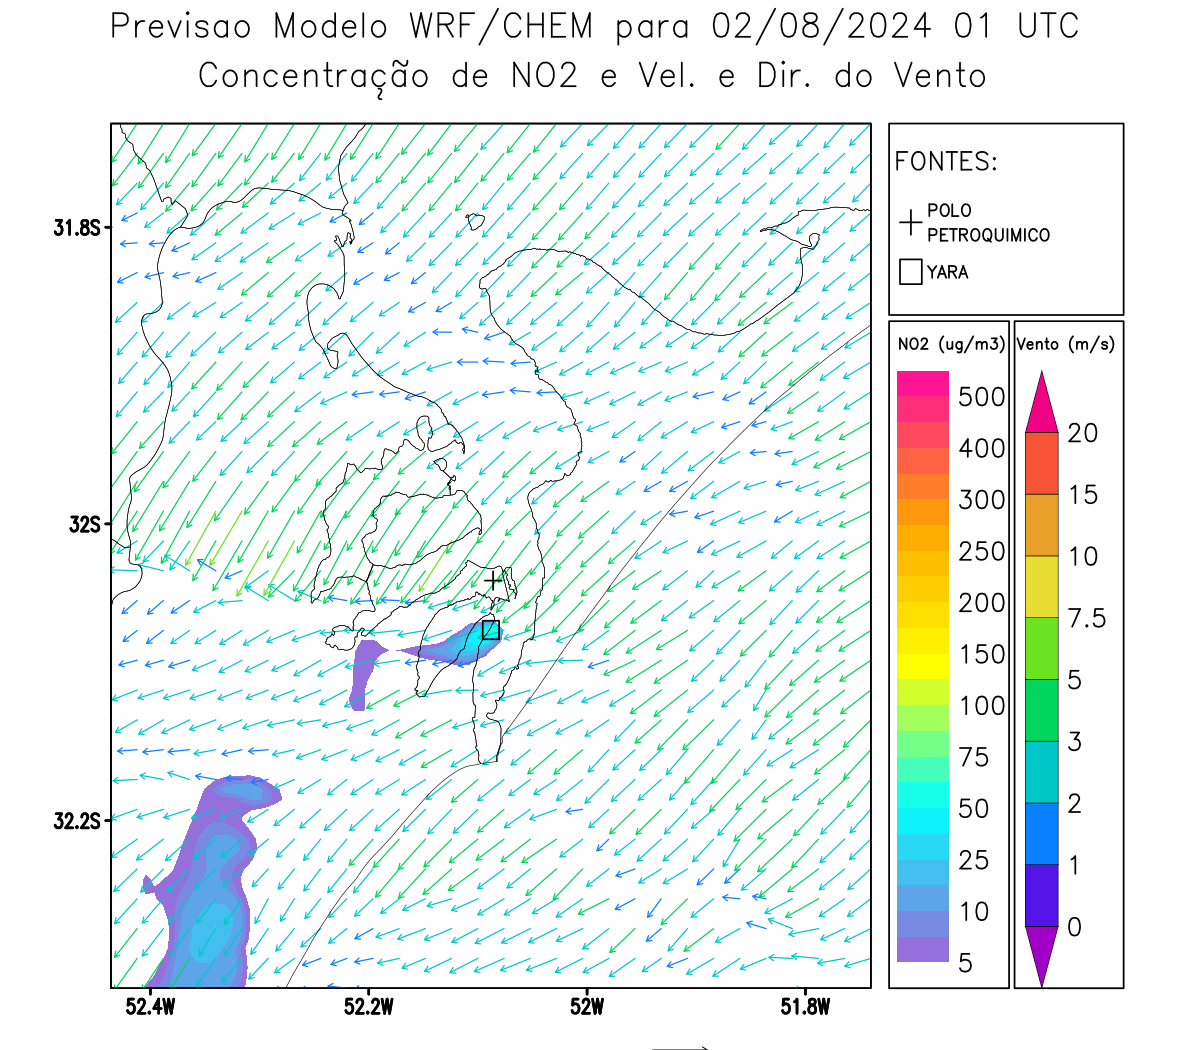 Previsao Modelo WRF/CHEM para 02/08/2024 01 UTC
Concentração de NO2 e Vel. e Dir. do Vento
FONTES:
POLO
PETROQUIMICO
YARA
NO2 (ug/m3)
500
400
300
250
200
150
100
75
50
25
10
5
Vento (m/s)
20
15
10
7.5
5
3
2
1
0
31.8S
32S
32.2S
52.4W 52.2W 52W 51.8W